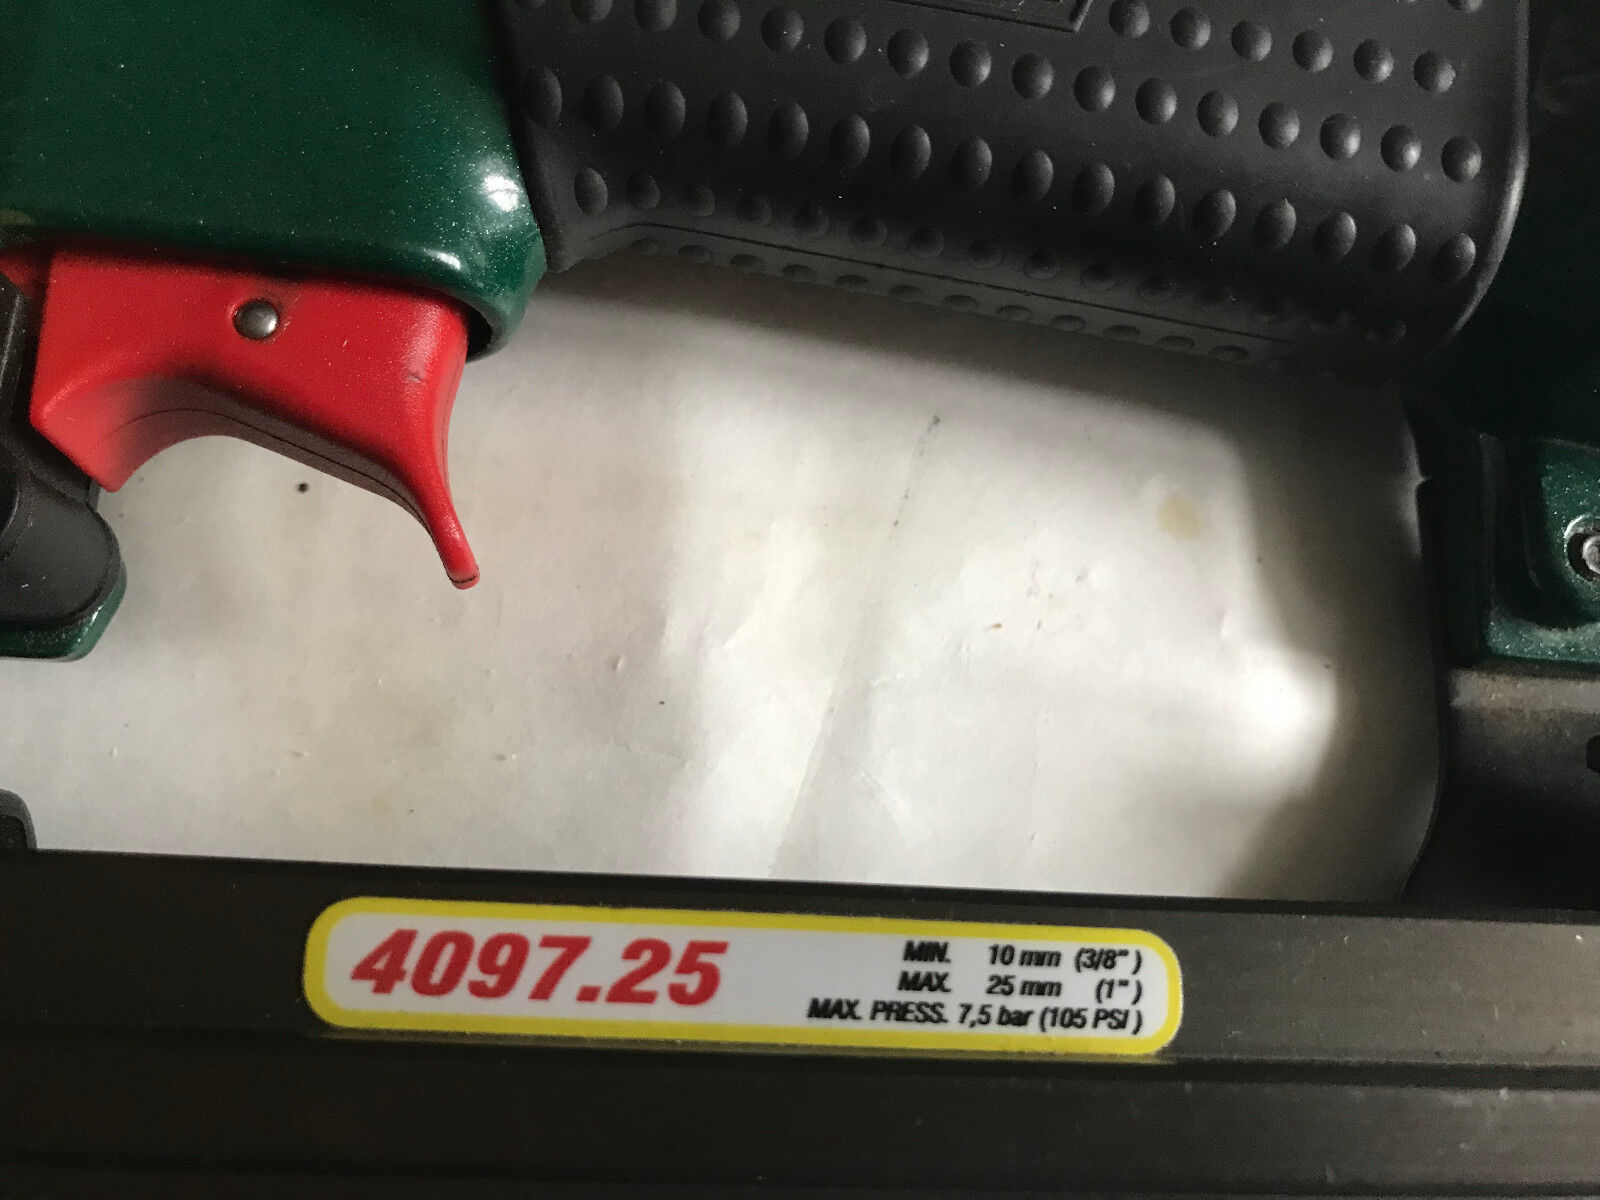 4097.25
MIN. 10 mm (3/8")
MAX. 25 mm (1")
MAX. PRESS. 7,5 bar (105 PSI)